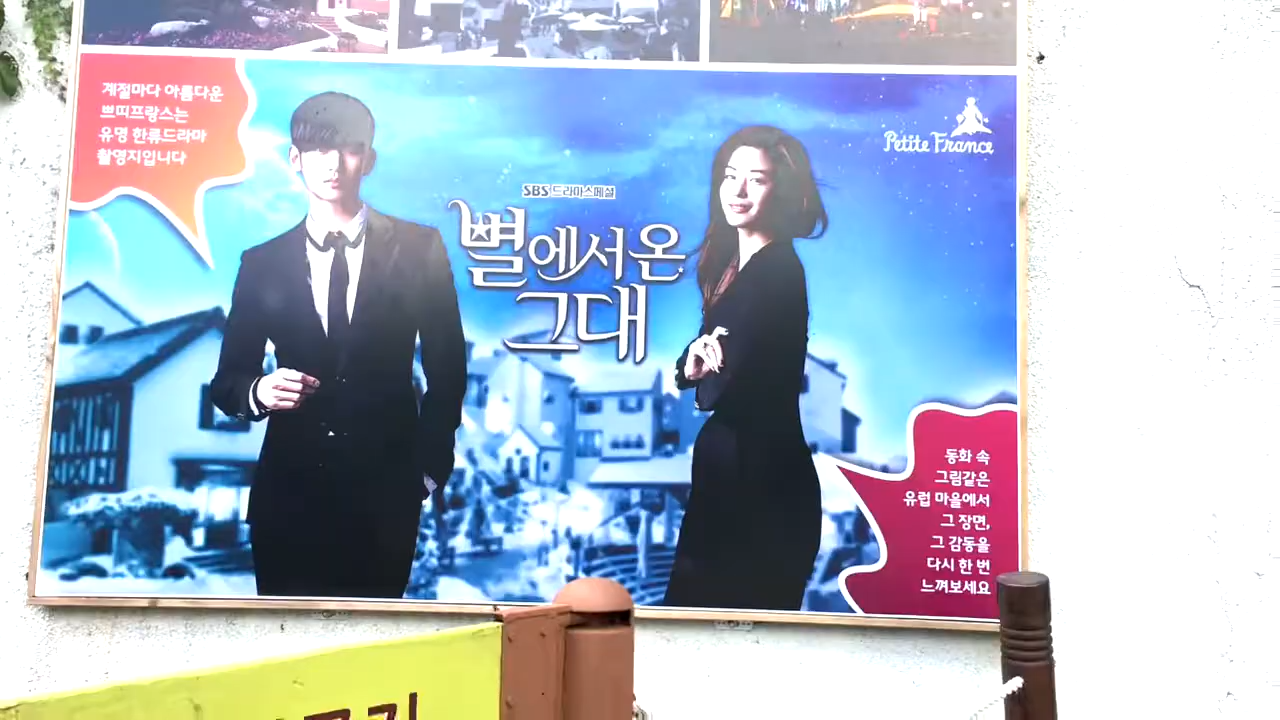 계절마다 아름다운
쁘띠프랑스는
유명 한류드라마
촬영지입니다
Petite France
SBS 드라마스페셜
별에서 온
그대
동화 속
그림같은
유럽 마을에서
그 장면,
그 감동을
다시 한 번
느껴보세요